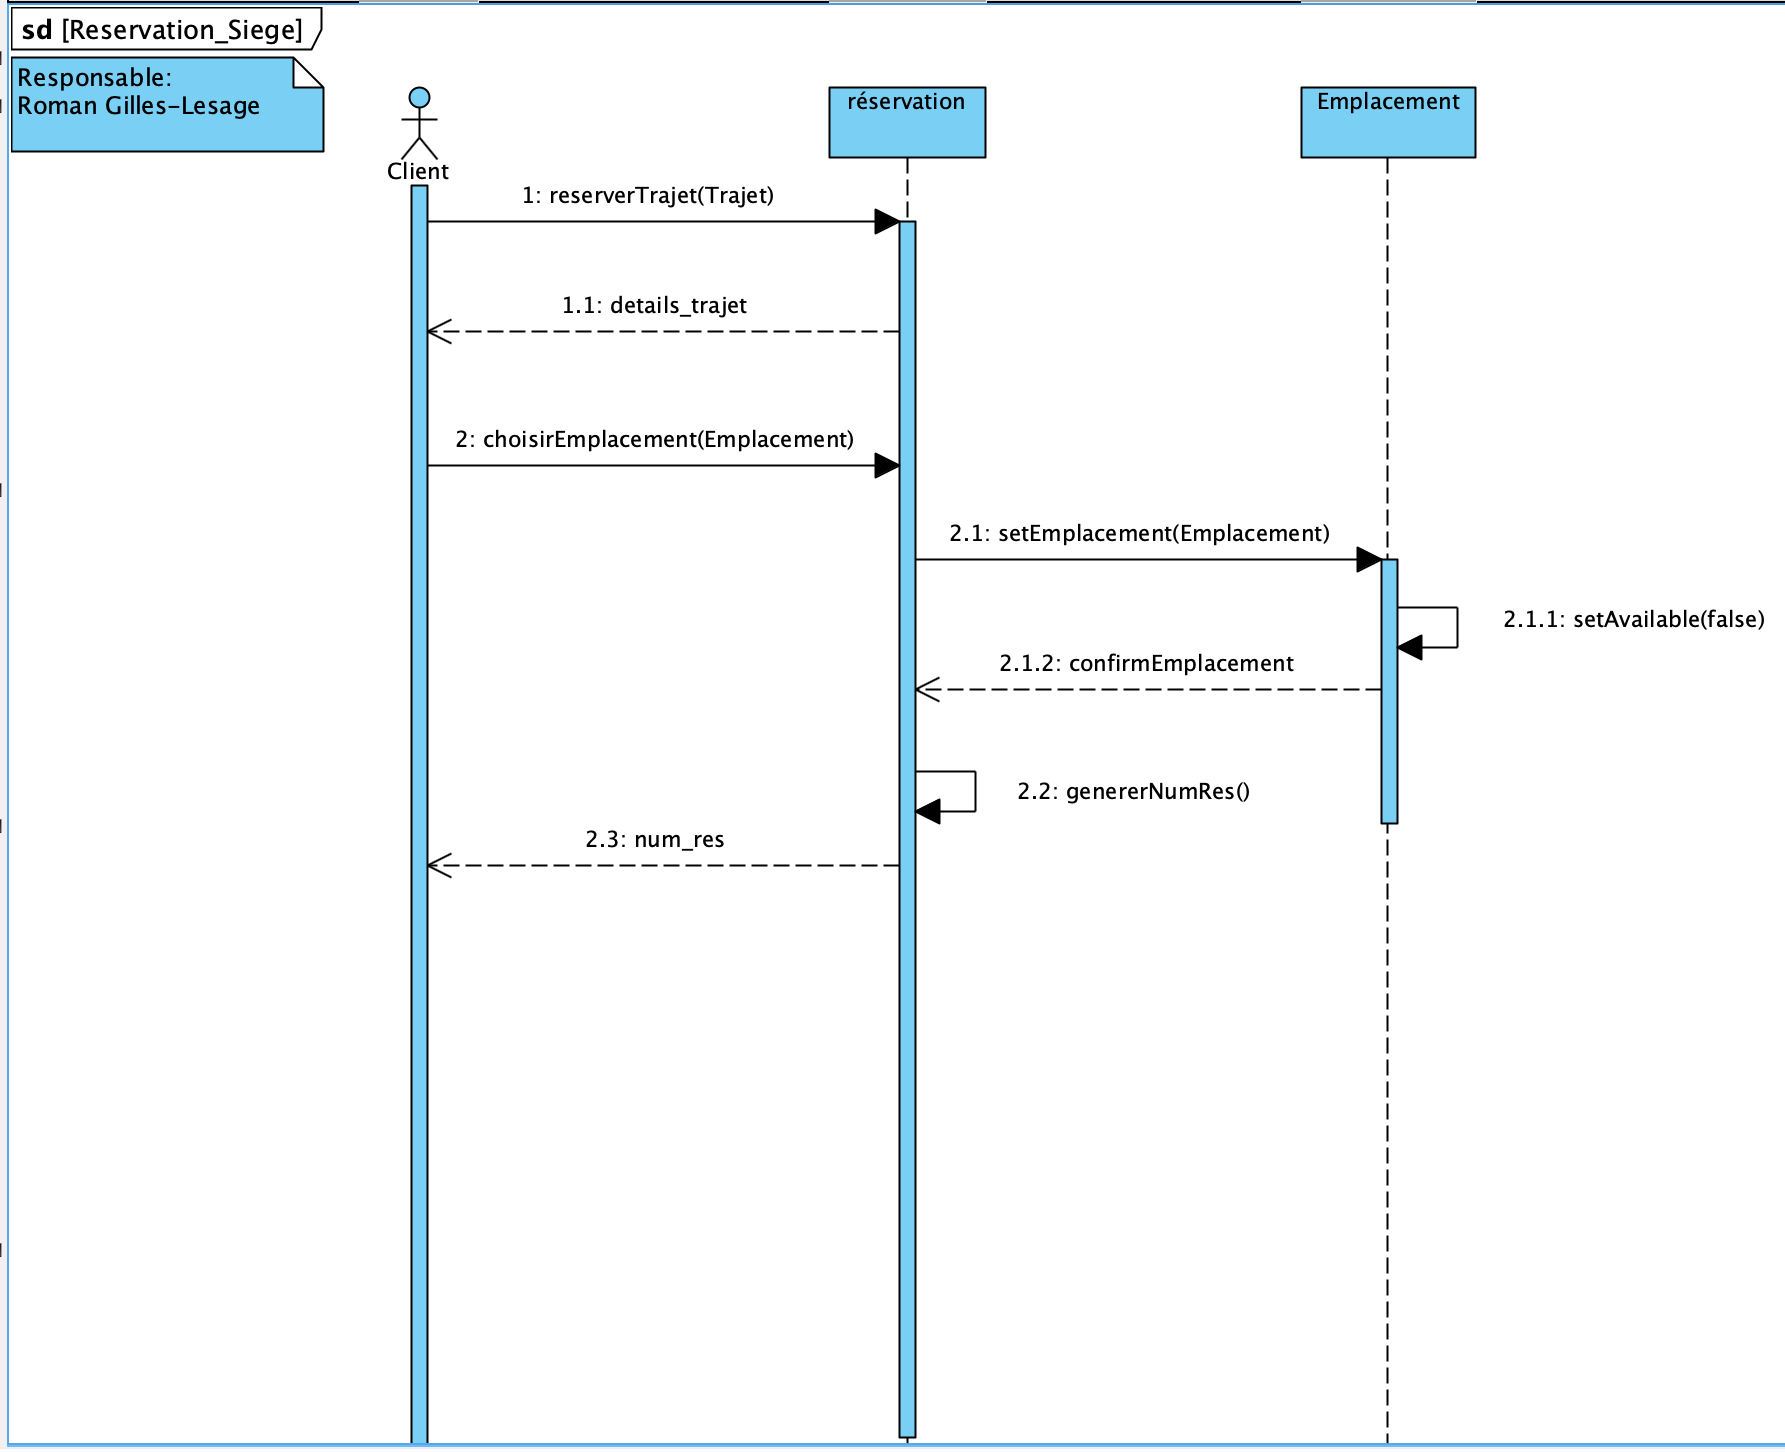 sd [Reservation_Siege]
Responsable:
Roman Gilles-Lesage
Client
réservation
Emplacement
1: reserverTrajet(Trajet)
1.1: details_trajet
2: choisirEmplacement(Emplacement)
2.1: setEmplacement(Emplacement)
2.1.1: setAvailable(false)
2.1.2: confirmEmplacement
2.2: genererNumRes()
2.3: num_res